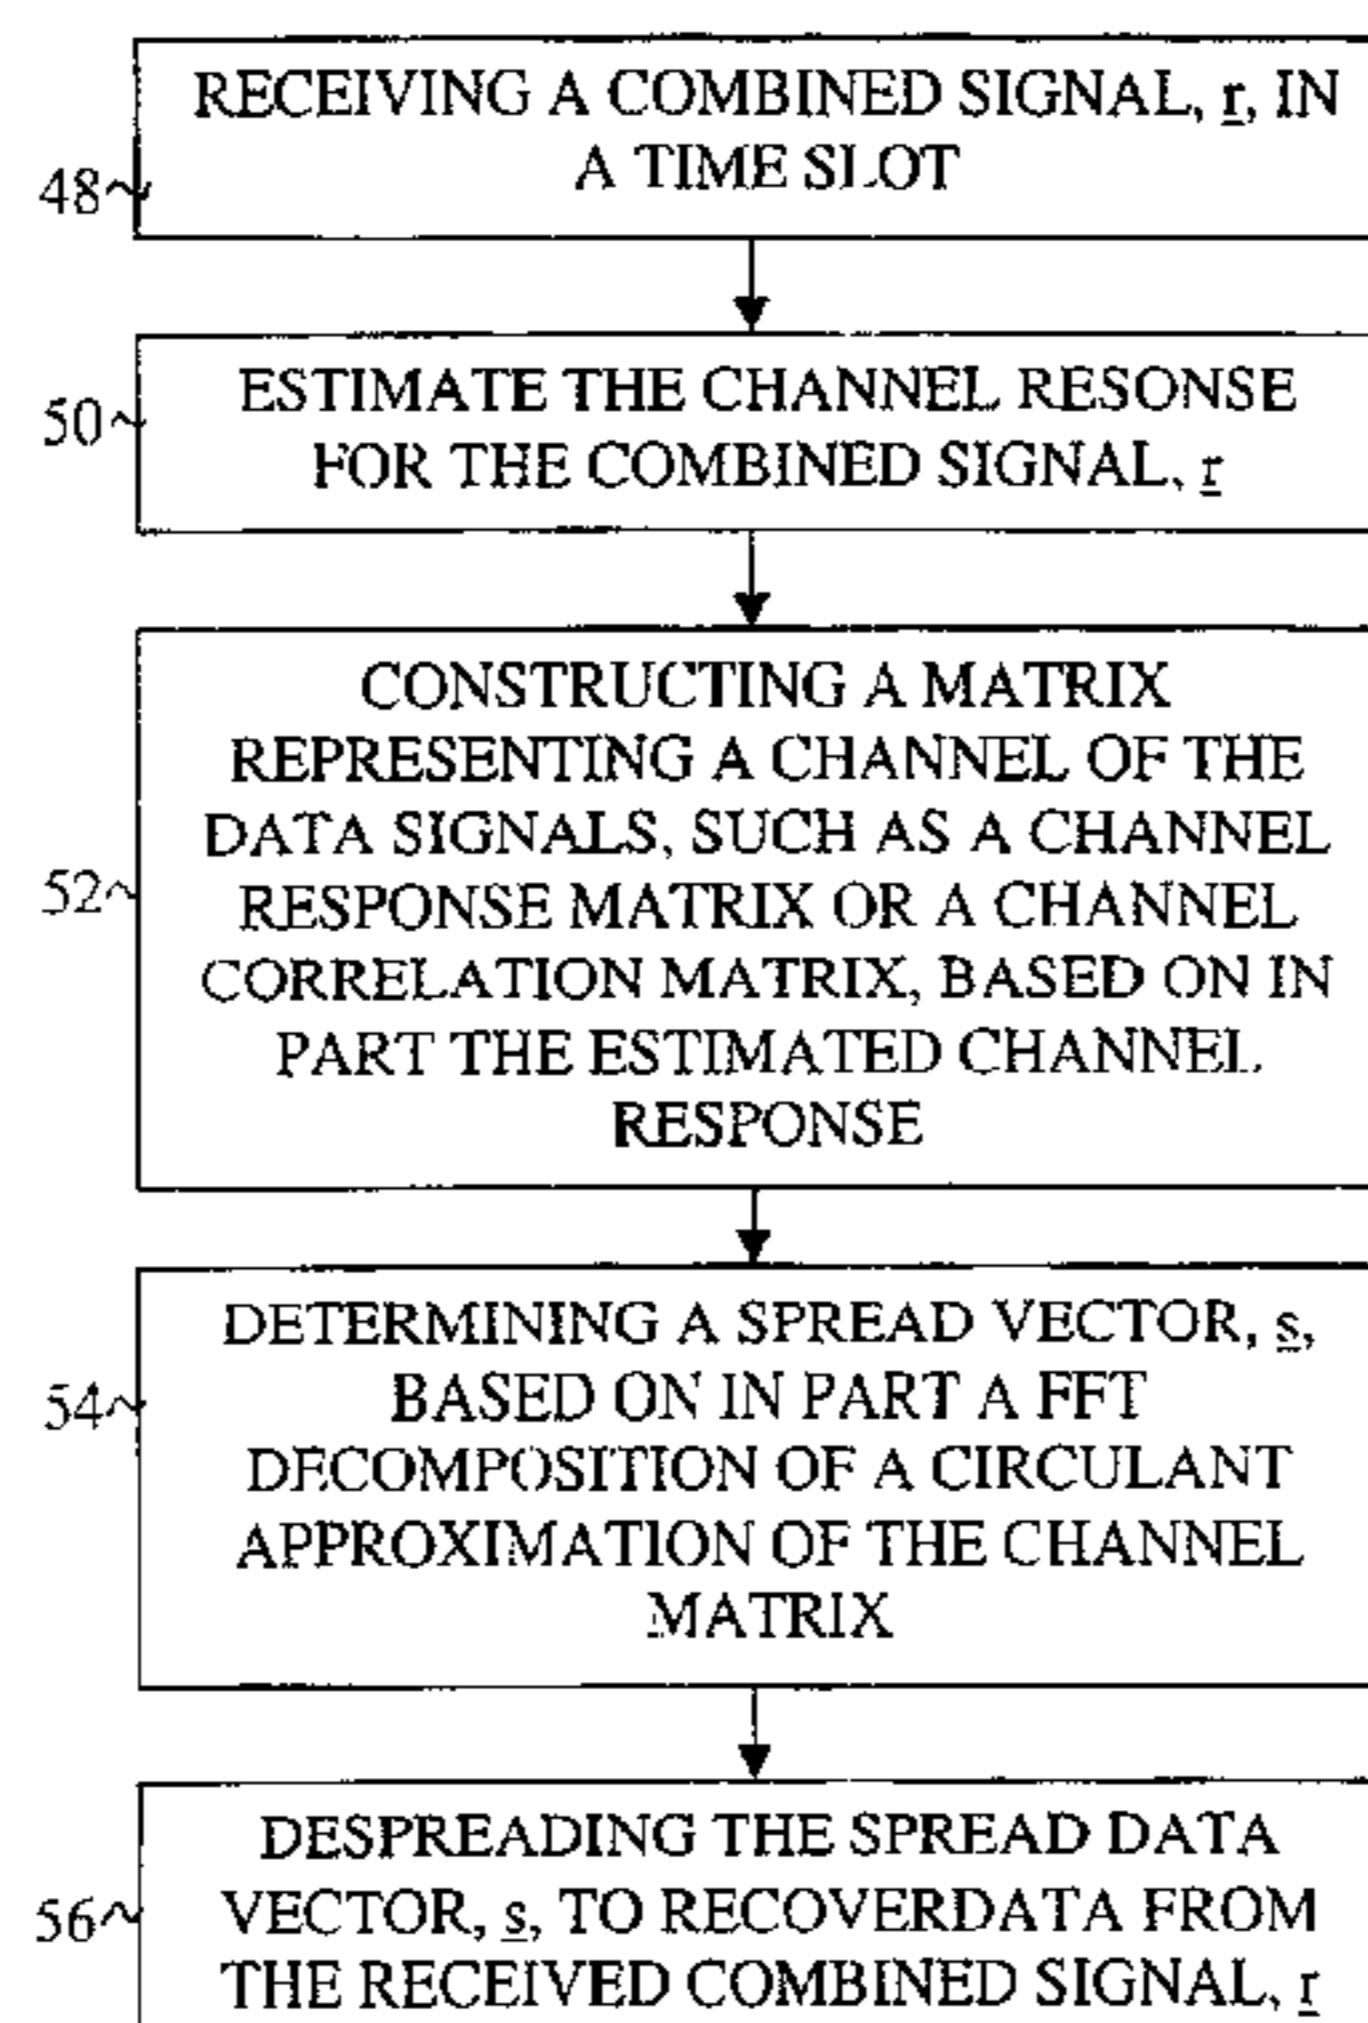 RECEIVING A COMBINED SIGNAL, r, IN
A TIME SLOT
48
ESTIMATE THE CHANNEL RESONSE
50
FOR THE COMBINED SIGNAL, r
CONSTRUCTING A MATRIX
REPRESENTING A CHANNEL OF THE
DATA SIGNALS, SUCH AS A CHANNEL
52
RESPONSE MATRIX OR A CHANNEL
CORRELATION MATRIX, BASED ON IN
PART THE ESTIMATED CHANNEL
RESPONSE
DETERMINING A SPREAD VECTOR, s,
54
BASED ON IN PART A FFT
DECOMPOSITION OF A CIRCULANT
APPROXIMATION OF THE CHANNEL
MATRIX
DESPREADING THE SPREAD DATA
56
VECTOR, s, TO RECOVERDATA FROM
THE RECEIVED COMBINED SIGNAL, r